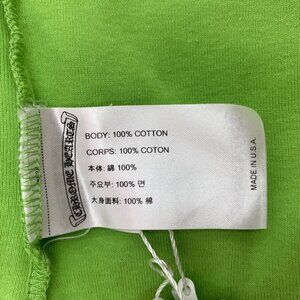 CHROME HEARTS
BODY: 100% COTTON
CORPS: 100% COTON
本体: 綿 100%
주요부: 100% 면
大身面料: 100% 棉
MADE IN U.S.A.